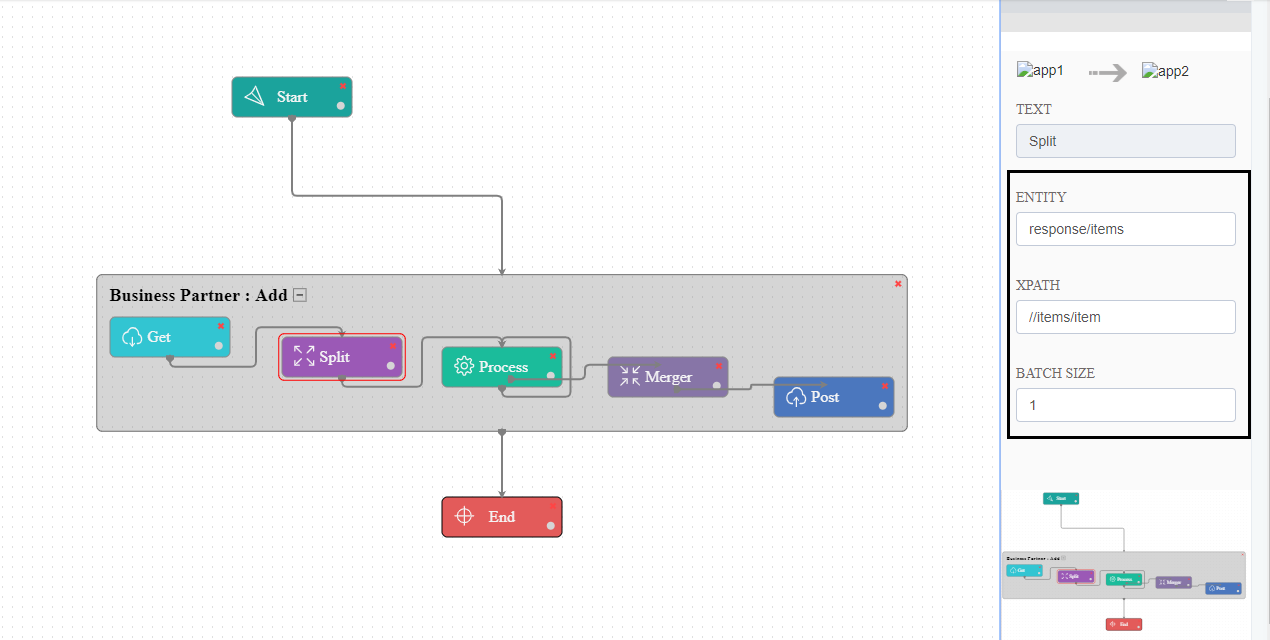 Start
Business Partner : Add
Get
Split
Process
Merger
Post
End
app1
app2
TEXT
Split
ENTITY
response/items
XPATH
//items/item
BATCH SIZE
1
Start
Business Partner : Add
Get
Split
Process
Merger
Post
End